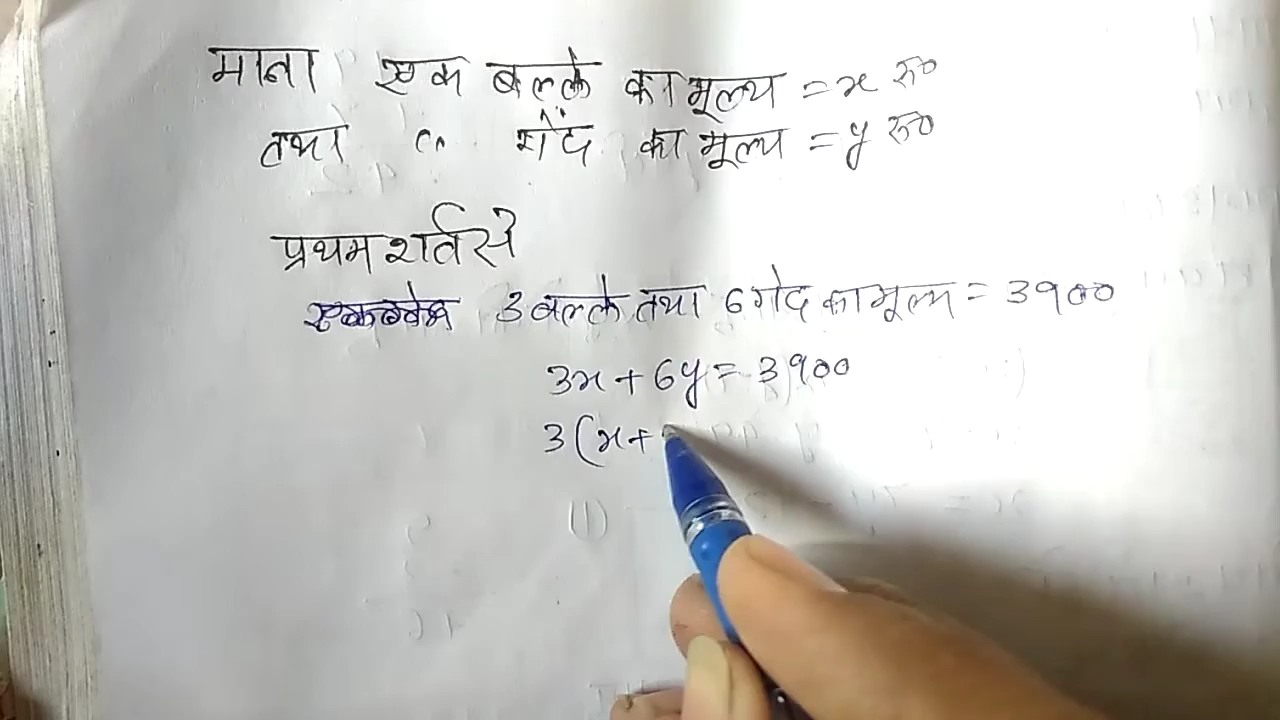 माना एक बल्ले का मूल्य = x रु०
तथा " गेंद का मूल्य = y रु०
प्रथम शर्त से
3 बल्ले तथा 6 गेंद का मूल्य = 3900
3x + 6y = 3900
3(x+